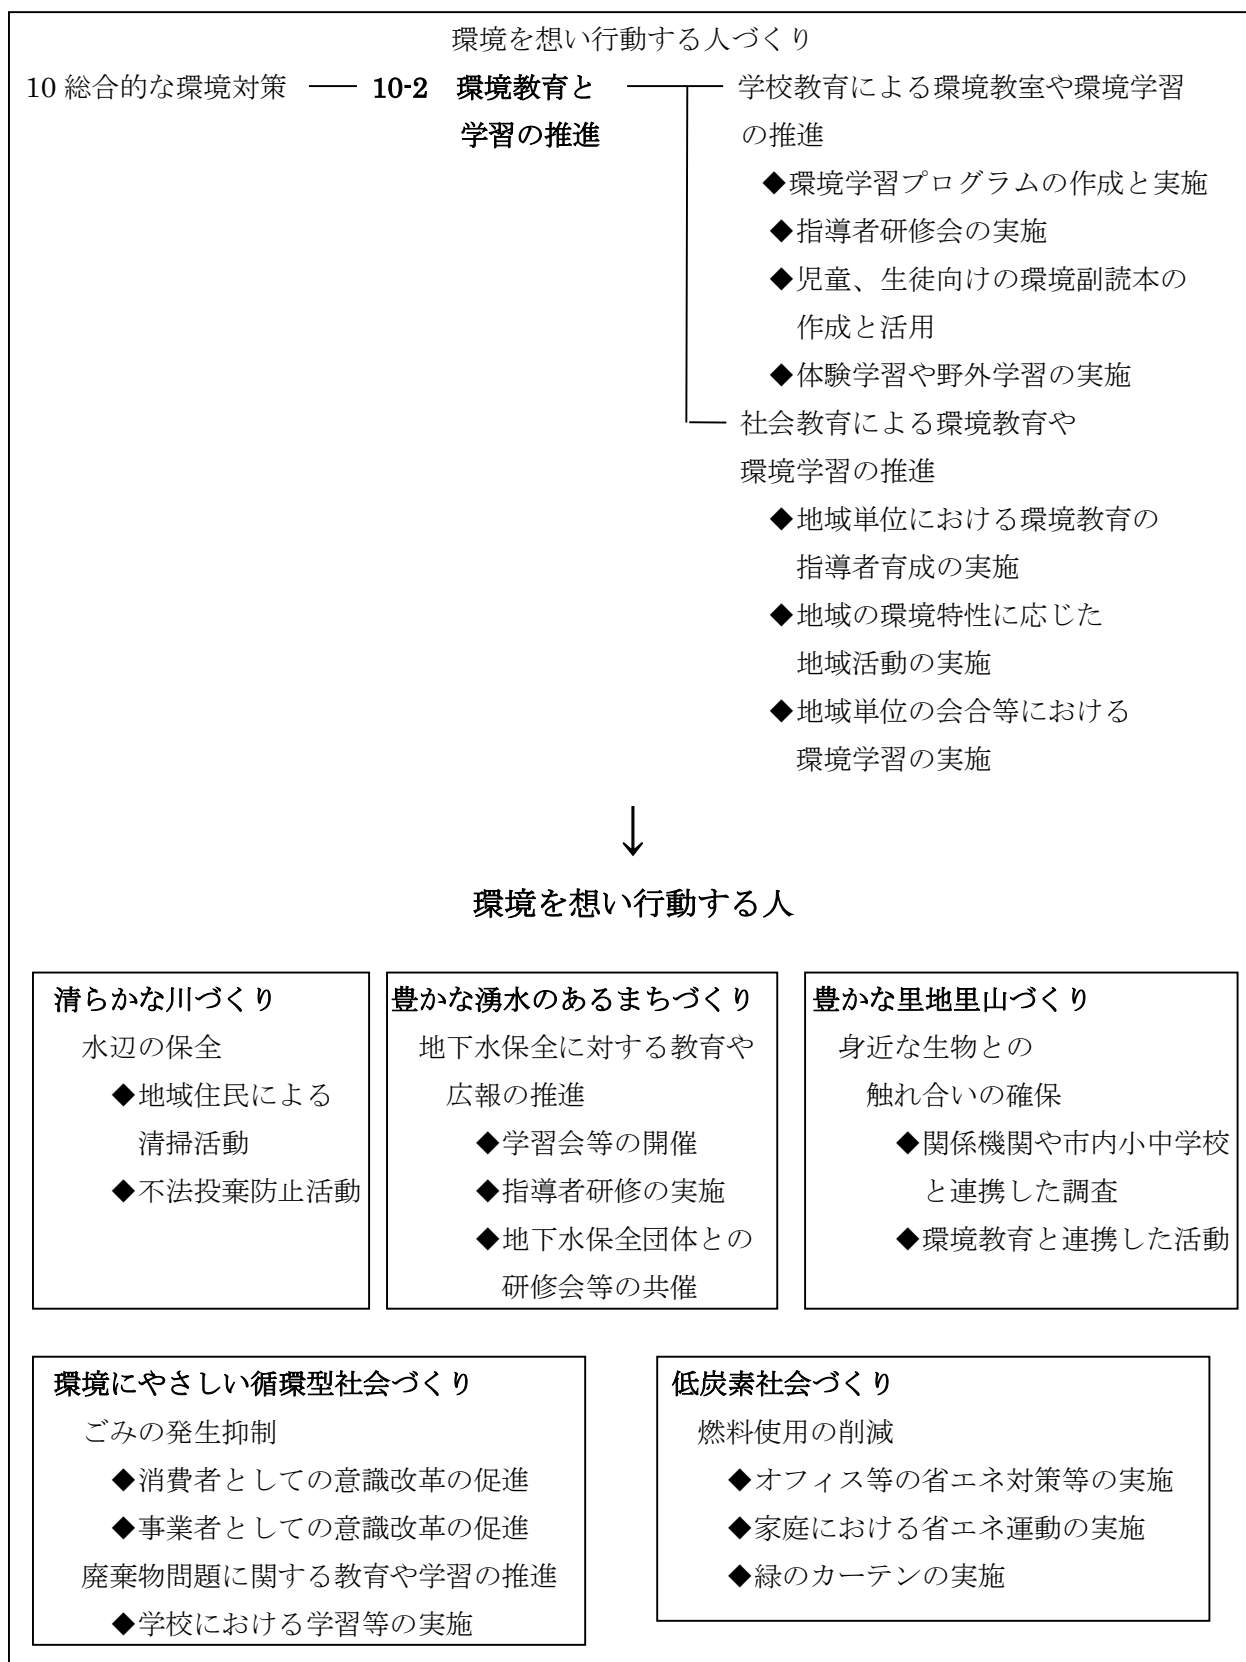 環境を想い行動する人づくり
10 総合的な環境対策 10-2 環境教育と
学習の推進
学校教育による環境教室や環境学習
の推進
◆環境学習プログラムの作成と実施
◆指導者研修会の実施
◆児童、生徒向けの環境副読本の
作成と活用
◆体験学習や野外学習の実施
社会教育による環境教育や
環境学習の推進
◆地域単位における環境教育の
指導者育成の実施
◆地域の環境特性に応じた
地域活動の実施
◆地域単位の会合等における
環境学習の実施
↓
環境を想い行動する人
清らかな川づくり
水辺の保全
◆地域住民による
清掃活動
◆不法投棄防止活動
豊かな湧水のあるまちづくり
地下水保全に対する教育や
広報の推進
◆学習会等の開催
◆指導者研修の実施
◆地下水保全団体との
研修会等の共催
豊かな里地里山づくり
身近な生物との
触れ合いの確保
◆関係機関や市内小中学校
と連携した調査
◆環境教育と連携した活動
環境にやさしい循環型社会づくり
ごみの発生抑制
◆消費者としての意識改革の促進
◆事業者としての意識改革の促進
廃棄物問題に関する教育や学習の推進
◆学校における学習等の実施
低炭素社会づくり
燃料使用の削減
◆オフィス等の省エネ対策等の実施
◆家庭における省エネ運動の実施
◆緑のカーテンの実施